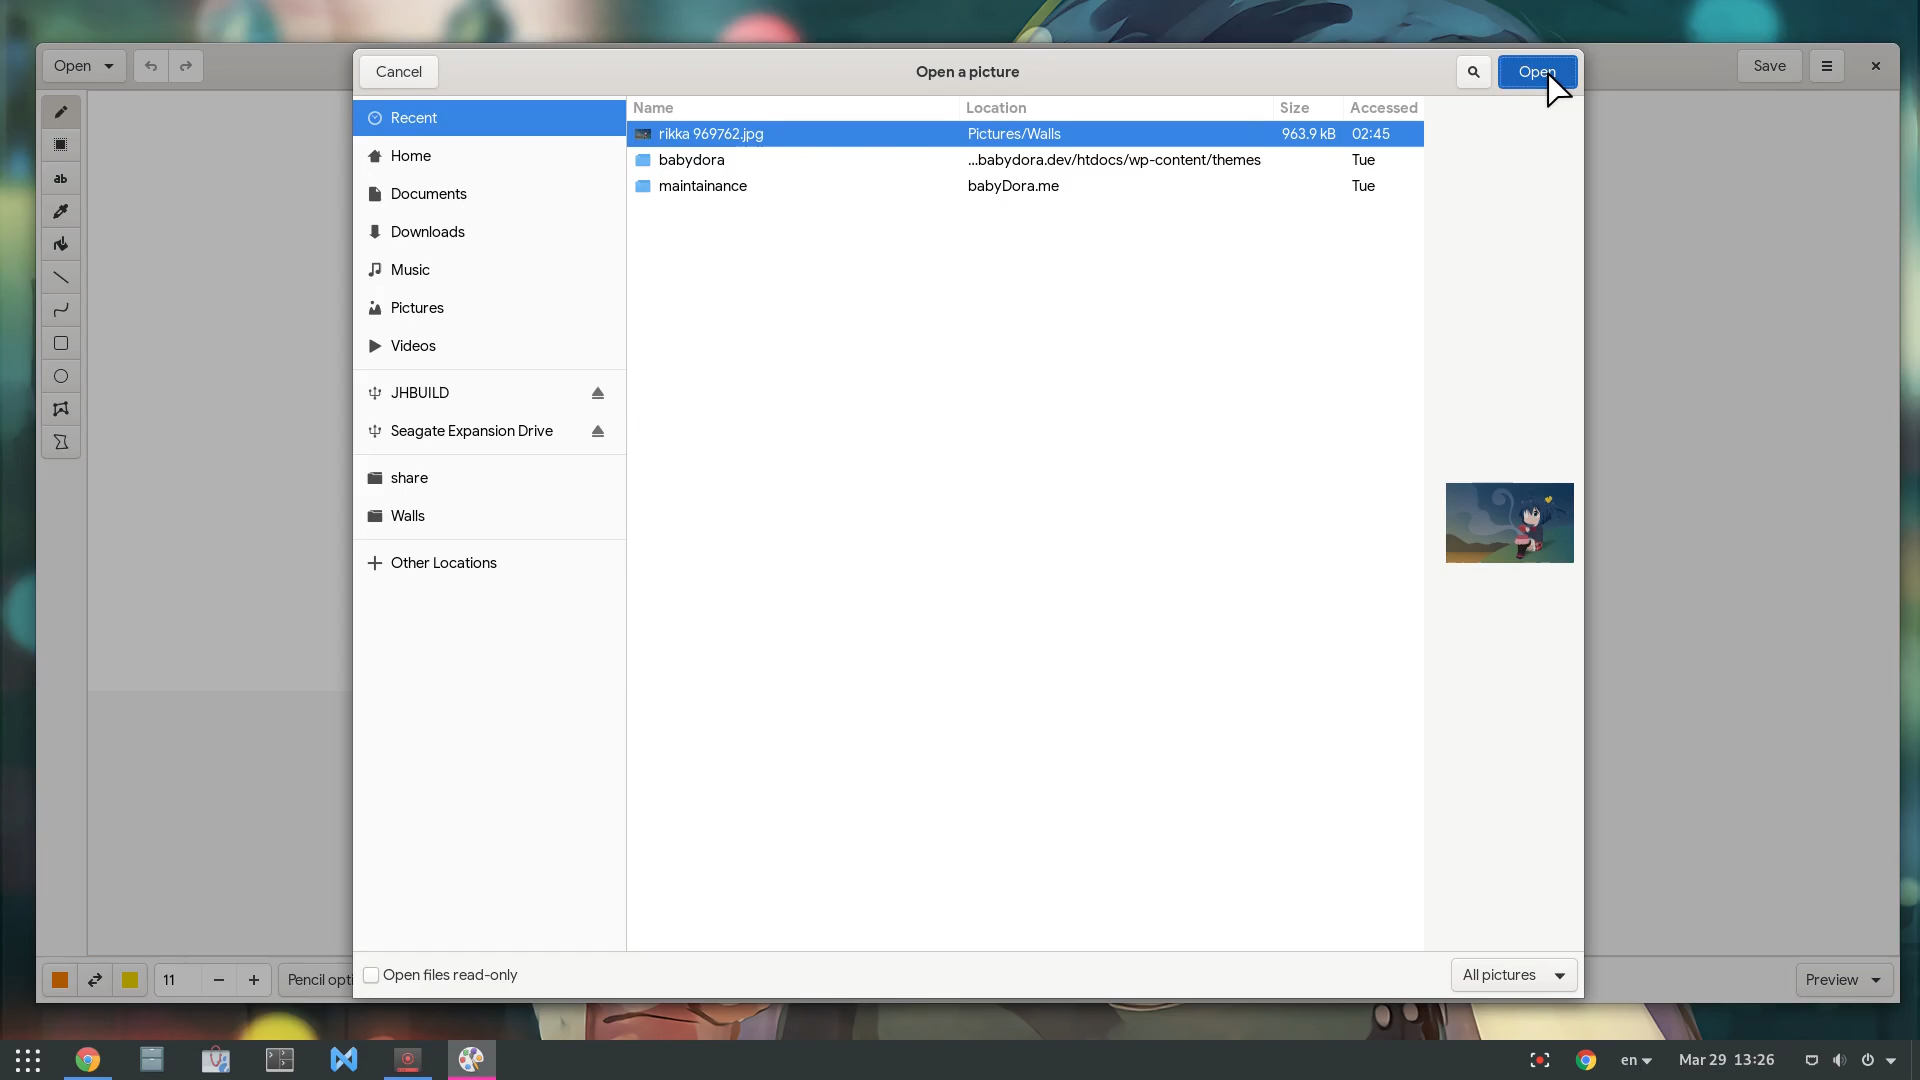 Open
Cancel
Open a picture
Open
Save
Recent
Home
Documents
Downloads
Music
Pictures
Videos
JHBUILD
Seagate Expansion Drive
share
Walls
Other Locations
Name Location Size Accessed
rikka 969762.jpg Pictures/Walls 963.9 kB 02:45
babydora ...babydora.dev/htdocs/wp-content/themes Tue
maintainance babyDora.me Tue
ab
Open files read-only
All pictures
11
Pencil opti
Preview
en
Mar 29 13:26